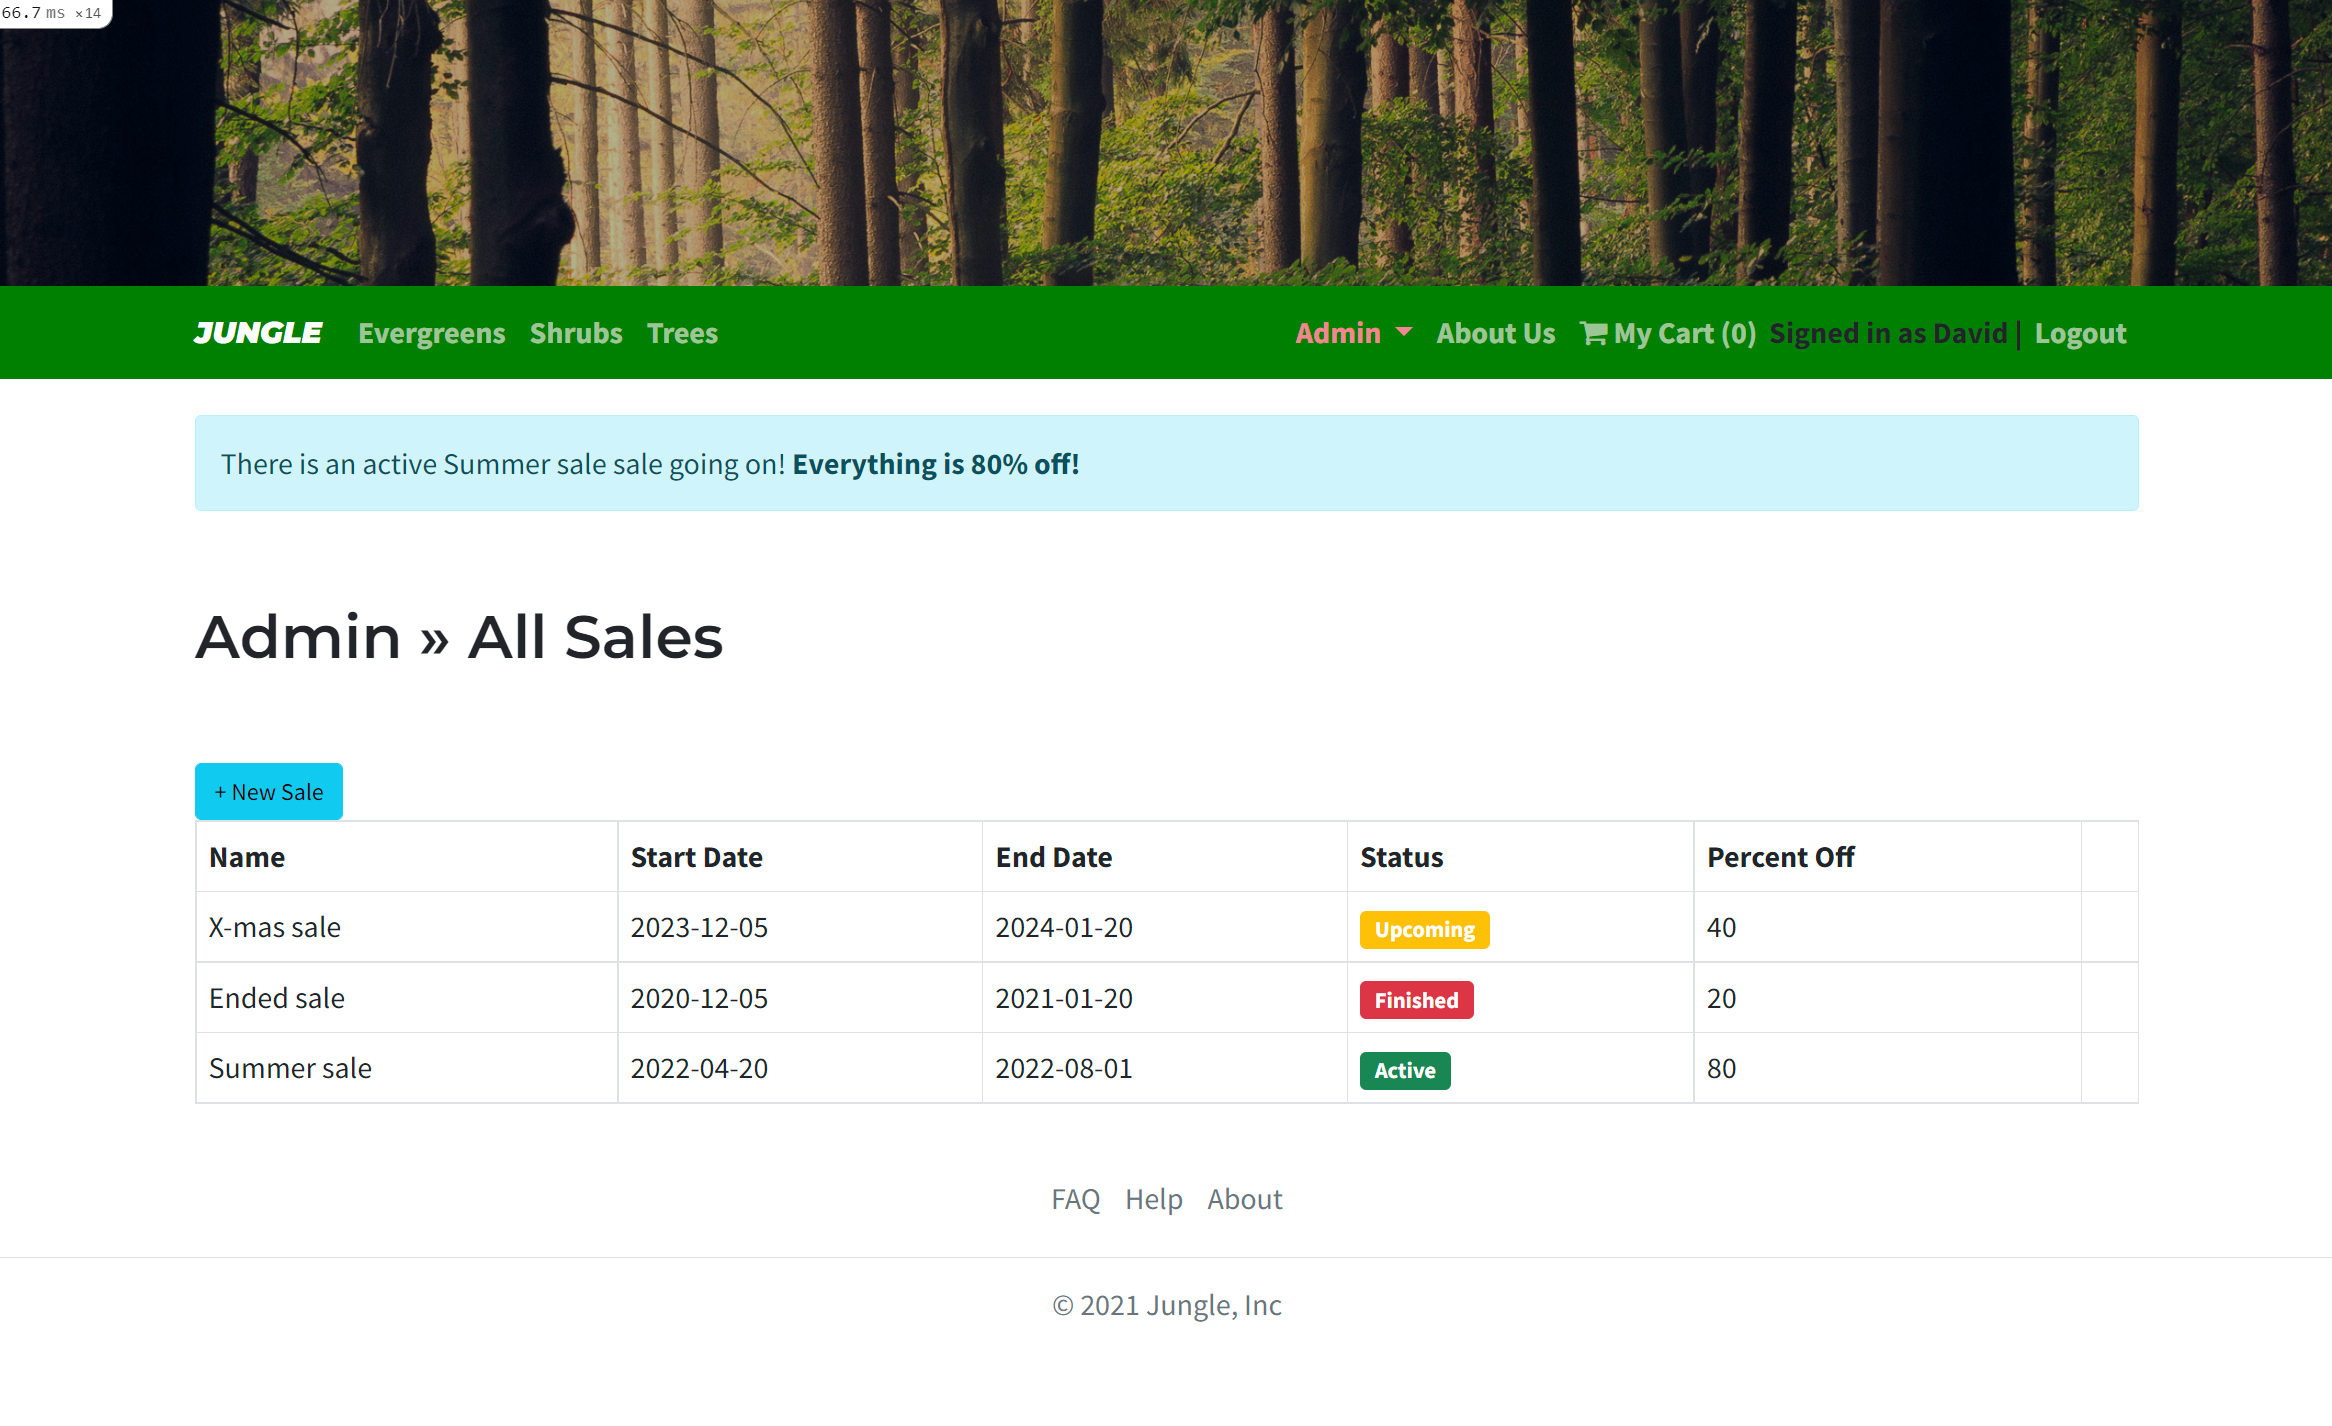 66.7 ms ×14
JUNGLE Evergreens Shrubs Trees Admin About Us My Cart (0) Signed in as David | Logout
There is an active Summer sale sale going on! Everything is 80% off!
Admin » All Sales
+ New Sale
Name Start Date End Date Status Percent Off
X-mas sale 2023-12-05 2024-01-20 Upcoming 40
Ended sale 2020-12-05 2021-01-20 Finished 20
Summer sale 2022-04-20 2022-08-01 Active 80
FAQ Help About
© 2021 Jungle, Inc